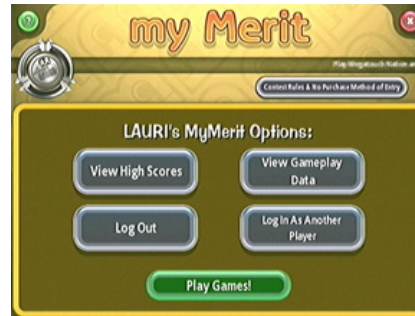 ?
my Merit
x
Play Megatouch Nation a
Contest Rules & No Purchase Method of Entry
LAURI's MyMerit Options:
View High Scores
View Gameplay
Data
Log Out
Log In As Another
Player
Play Games!